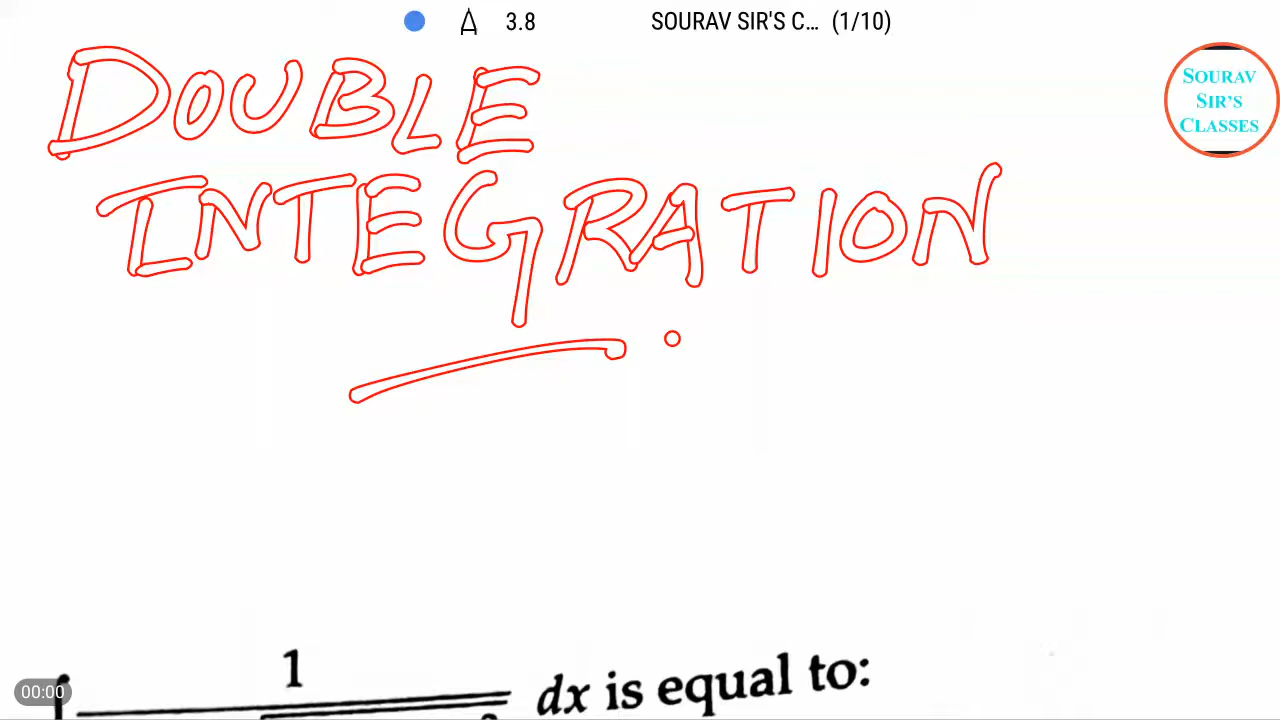 3.8 SOURAV SIR'S C... (1/10)
SOURAV
SIR'S
CLASSES
DOUBLE
INTEGRATION
1
∫ dx is equal to:
00:00